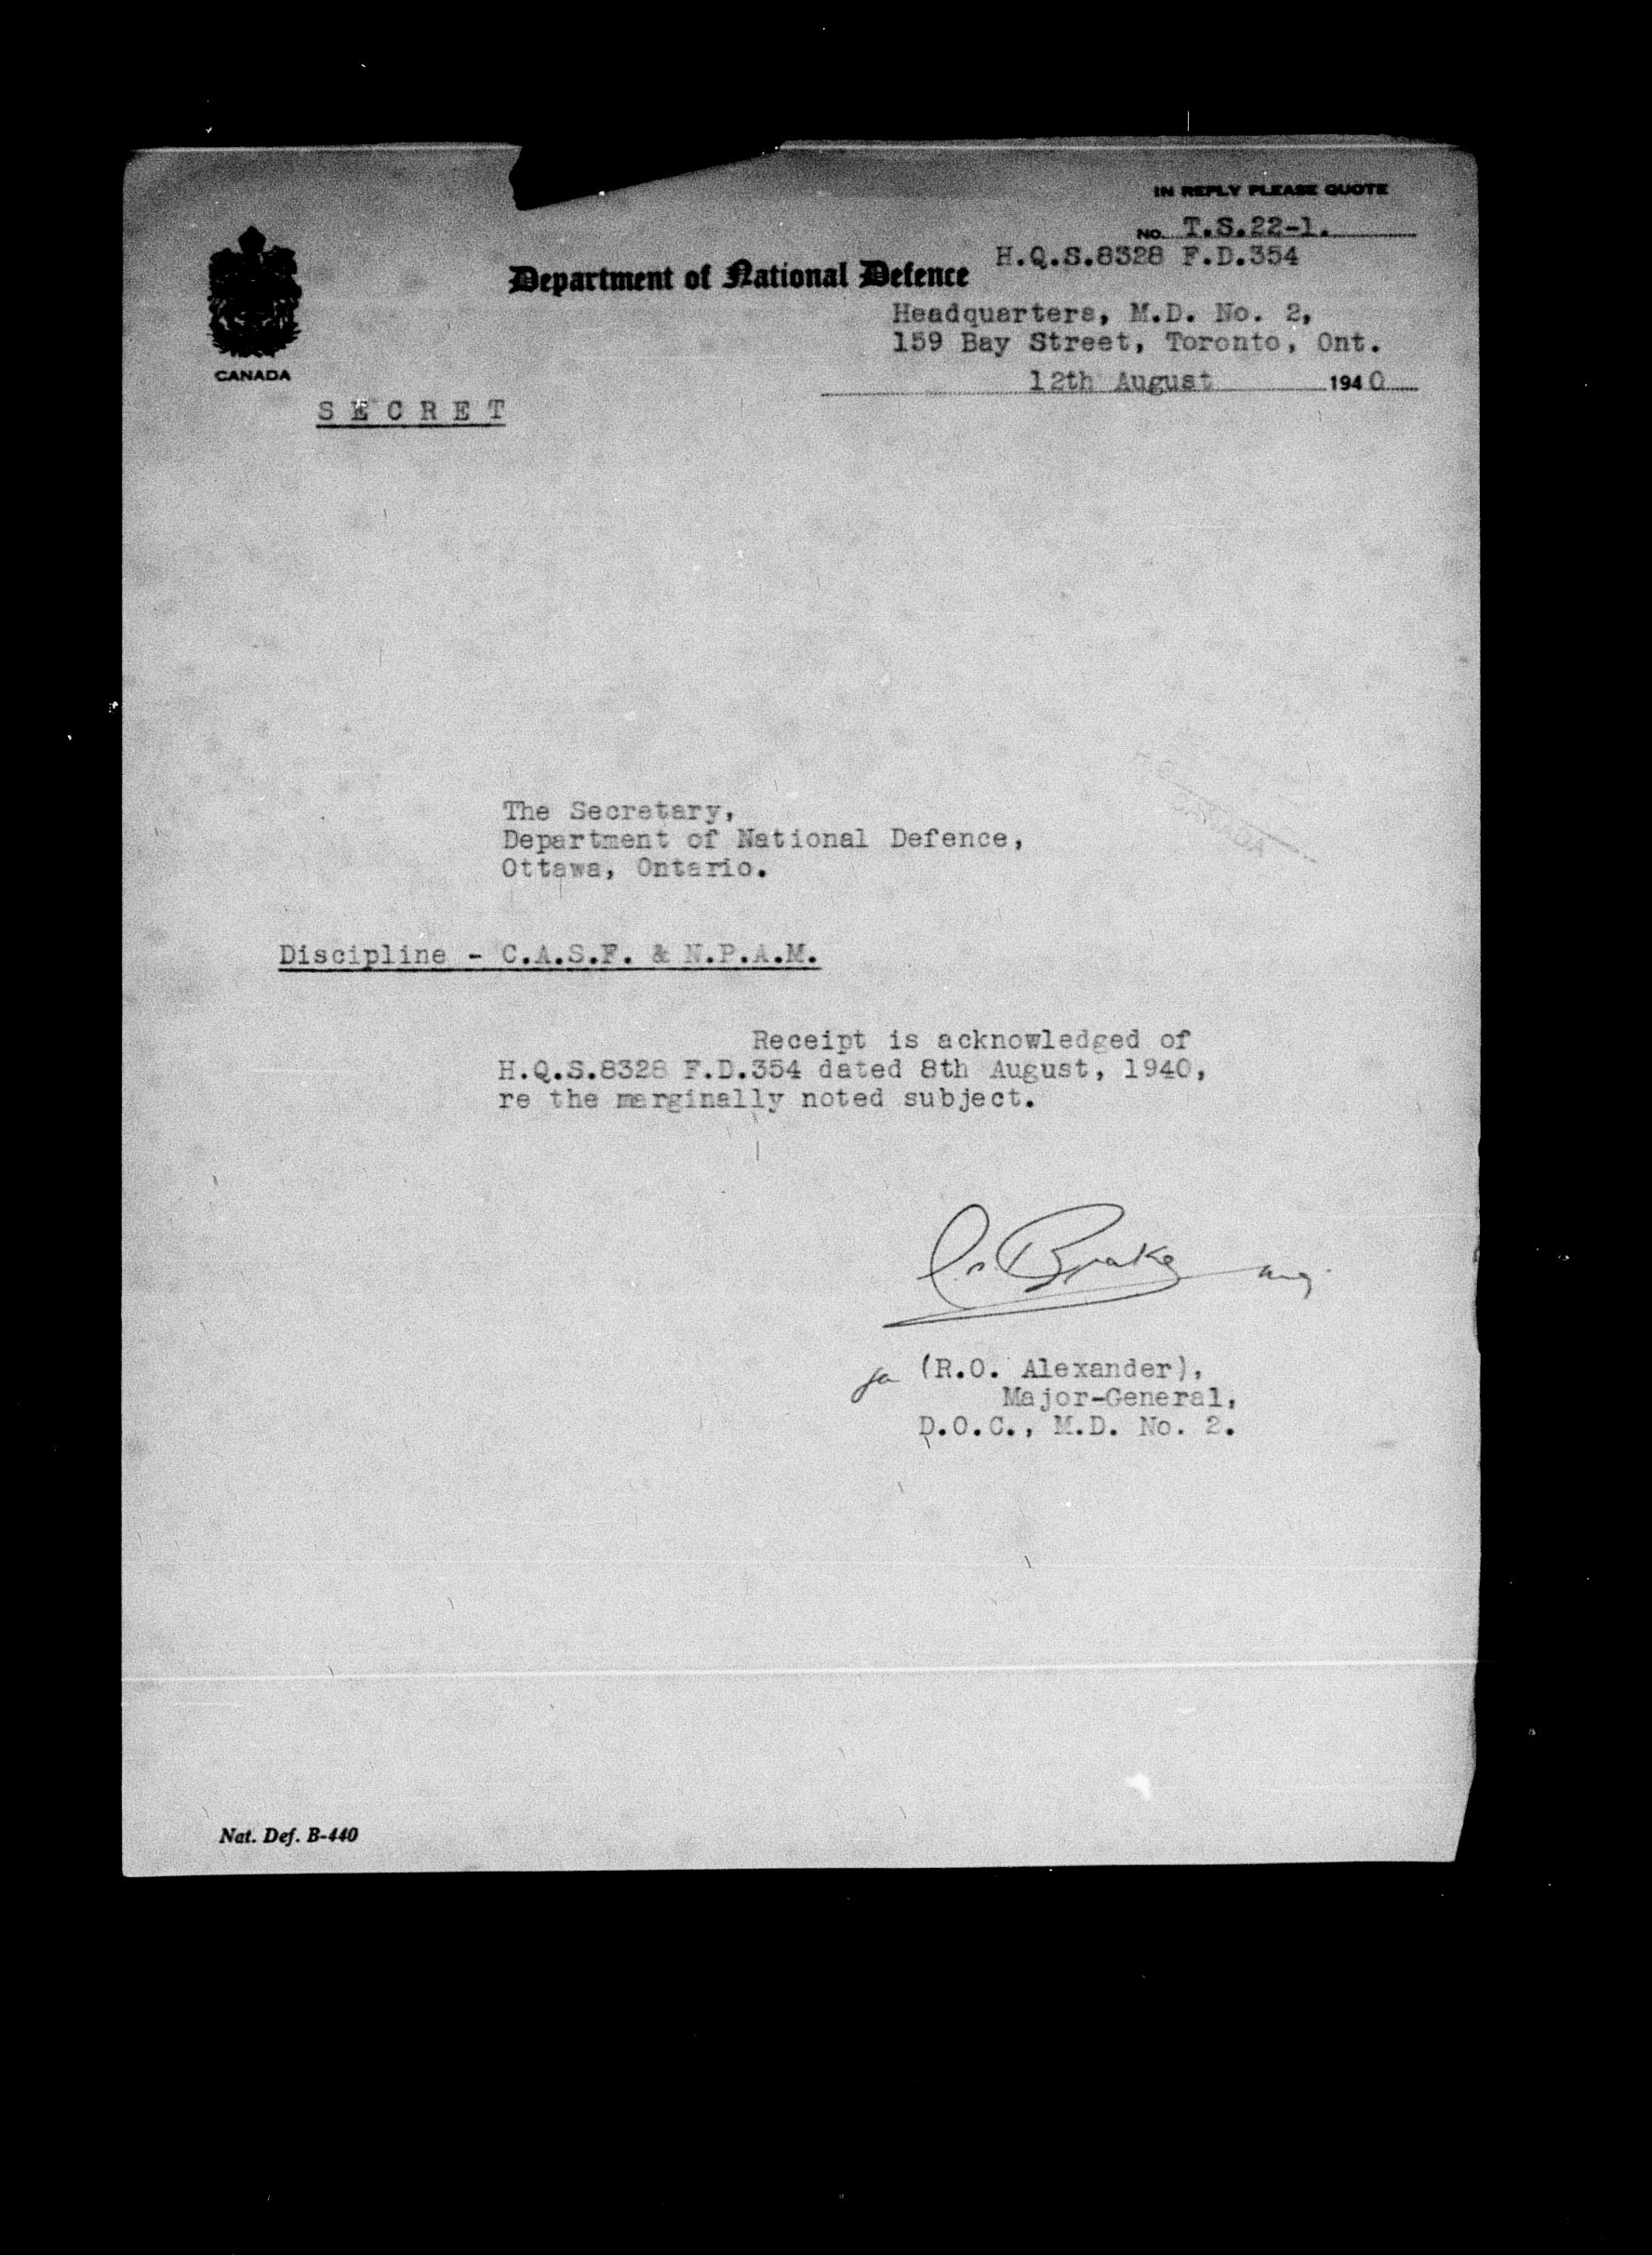 IN REPLY PLEASE QUOTE
NO. T.S.22-1.
H.Q.S.8328 F.D.354
Department of National Defence
Headquarters, M.D. No. 2,
159 Bay Street, Toronto, Ont.
12th August 1940
CANADA
S E C R E T
The Secretary,
Department of National Defence,
Ottawa, Ontario.
Discipline - C.A.S.F. & N.P.A.M.
Receipt is acknowledged of
H.Q.S.8328 F.D.354 dated 8th August, 1940,
re the marginally noted subject.
(R.O. Alexander),
Major-General,
D.O.C., M.D. No. 2.
Nat. Def. B-440